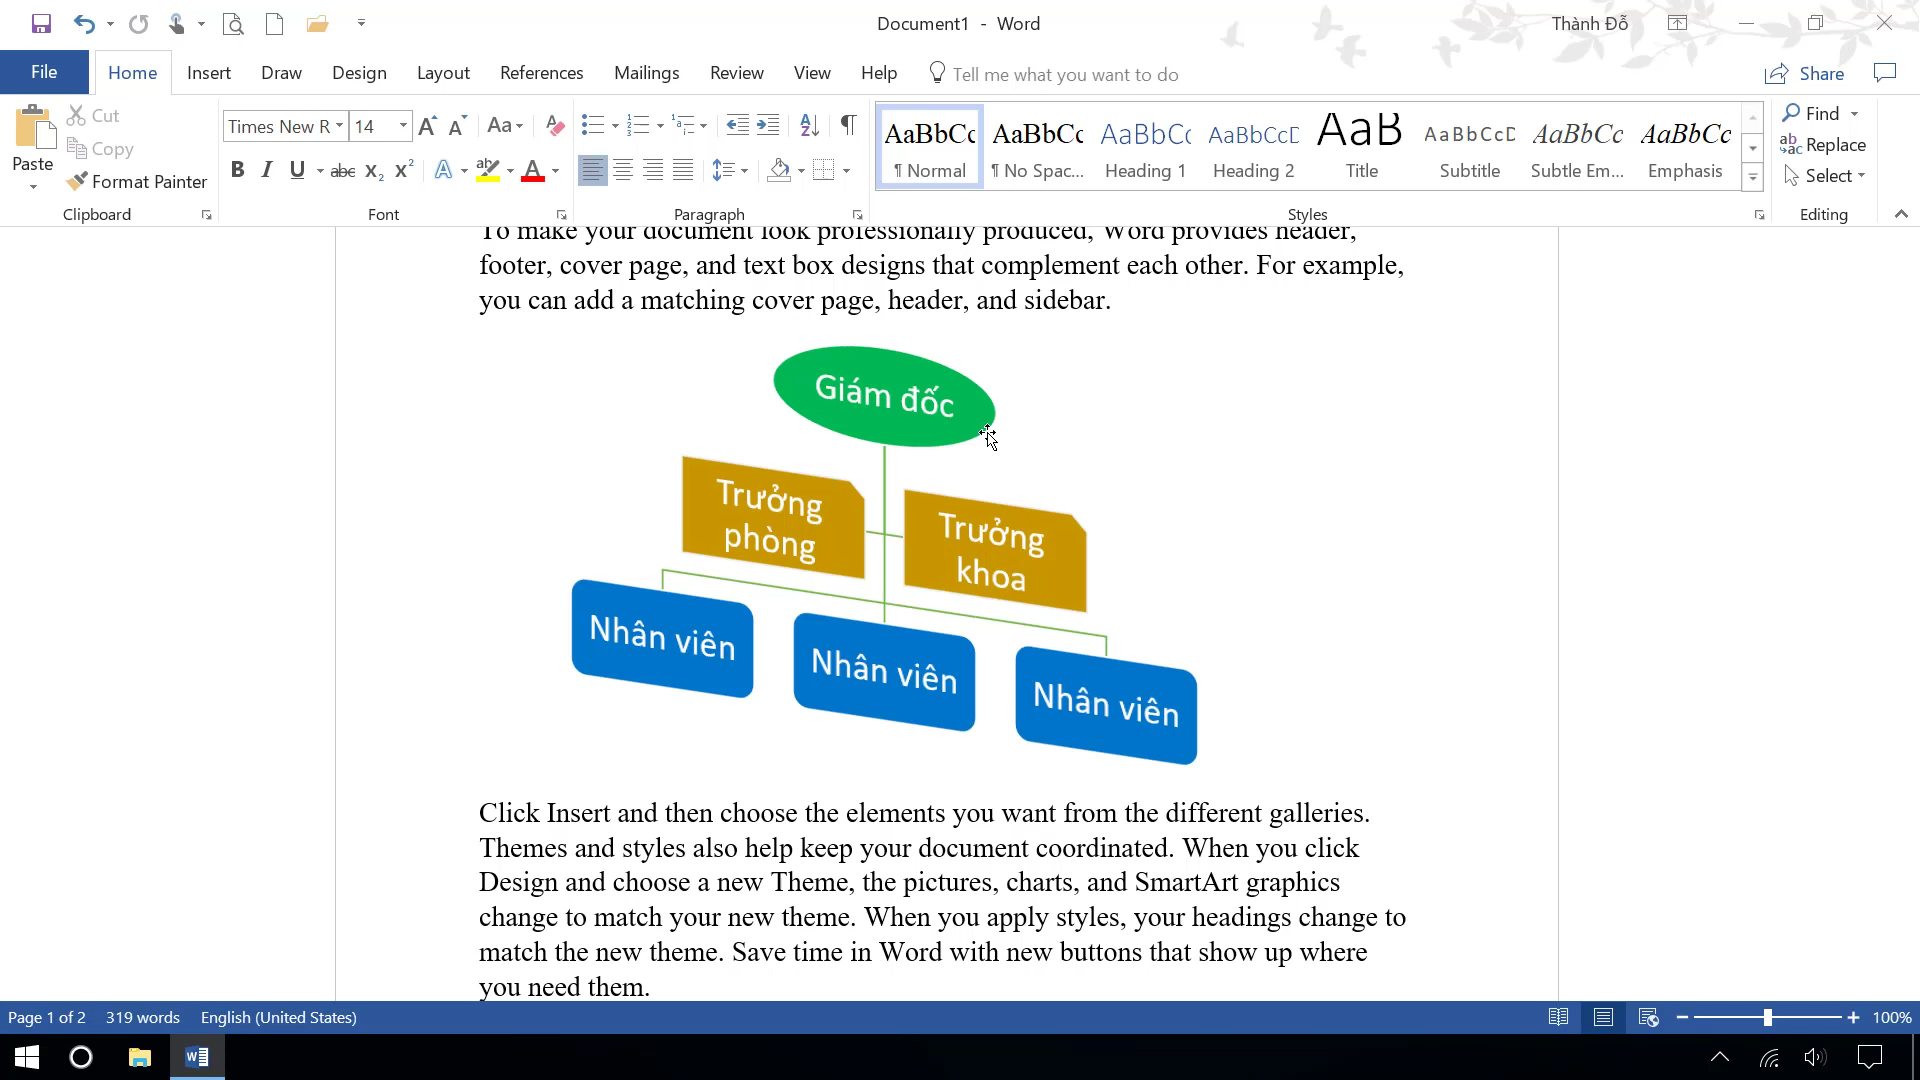 Document1 - Word
Thành Đỗ
File Home Insert Draw Design Layout References Mailings Review View Help Tell me what you want to do
Share
Paste
Cut
Copy
Format Painter
Clipboard
Times New R 14
Aa
Font
Paragraph
AaBbCc AaBbCc AaBbCc AaBbCcD AaB AaBbCcD AaBbCc AaBbCc
¶ Normal ¶ No Spac... Heading 1 Heading 2 Title Subtitle Subtle Em... Emphasis
Styles
Find
Replace
Select
Editing
To make your document look professionally produced, Word provides header,
footer, cover page, and text box designs that complement each other. For example,
you can add a matching cover page, header, and sidebar.
Giám đốc
Trưởng
phòng
Trưởng
khoa
Nhân viên
Nhân viên
Nhân viên
Click Insert and then choose the elements you want from the different galleries.
Themes and styles also help keep your document coordinated. When you click
Design and choose a new Theme, the pictures, charts, and SmartArt graphics
change to match your new theme. When you apply styles, your headings change to
match the new theme. Save time in Word with new buttons that show up where
you need them.
Page 1 of 2 319 words English (United States)
100%